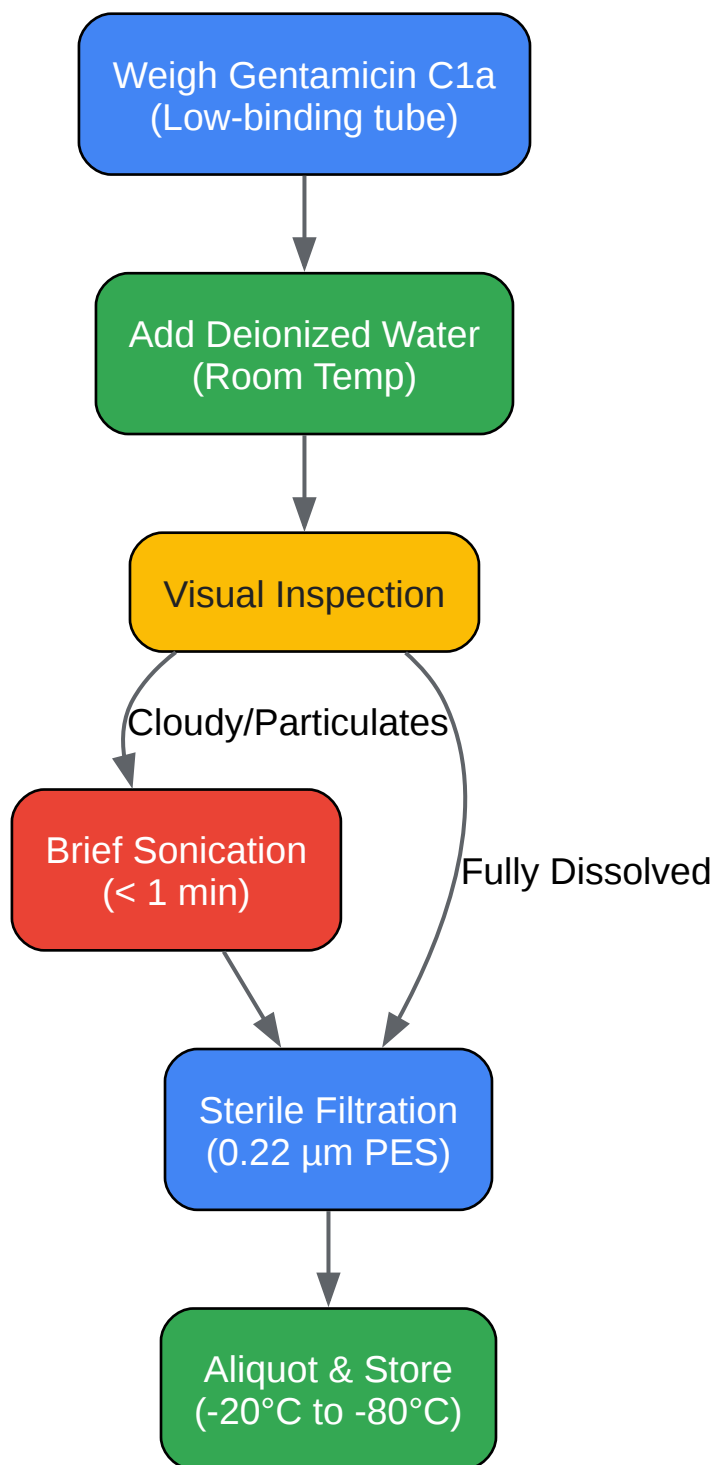 Weigh Gentamicin C1a
(Low-binding tube)
Add Deionized Water
(Room Temp)
Visual Inspection
Cloudy/Particulates
Brief Sonication
(< 1 min)
Fully Dissolved
Sterile Filtration
(0.22 µm PES)
Aliquot & Store
(-20°C to -80°C)